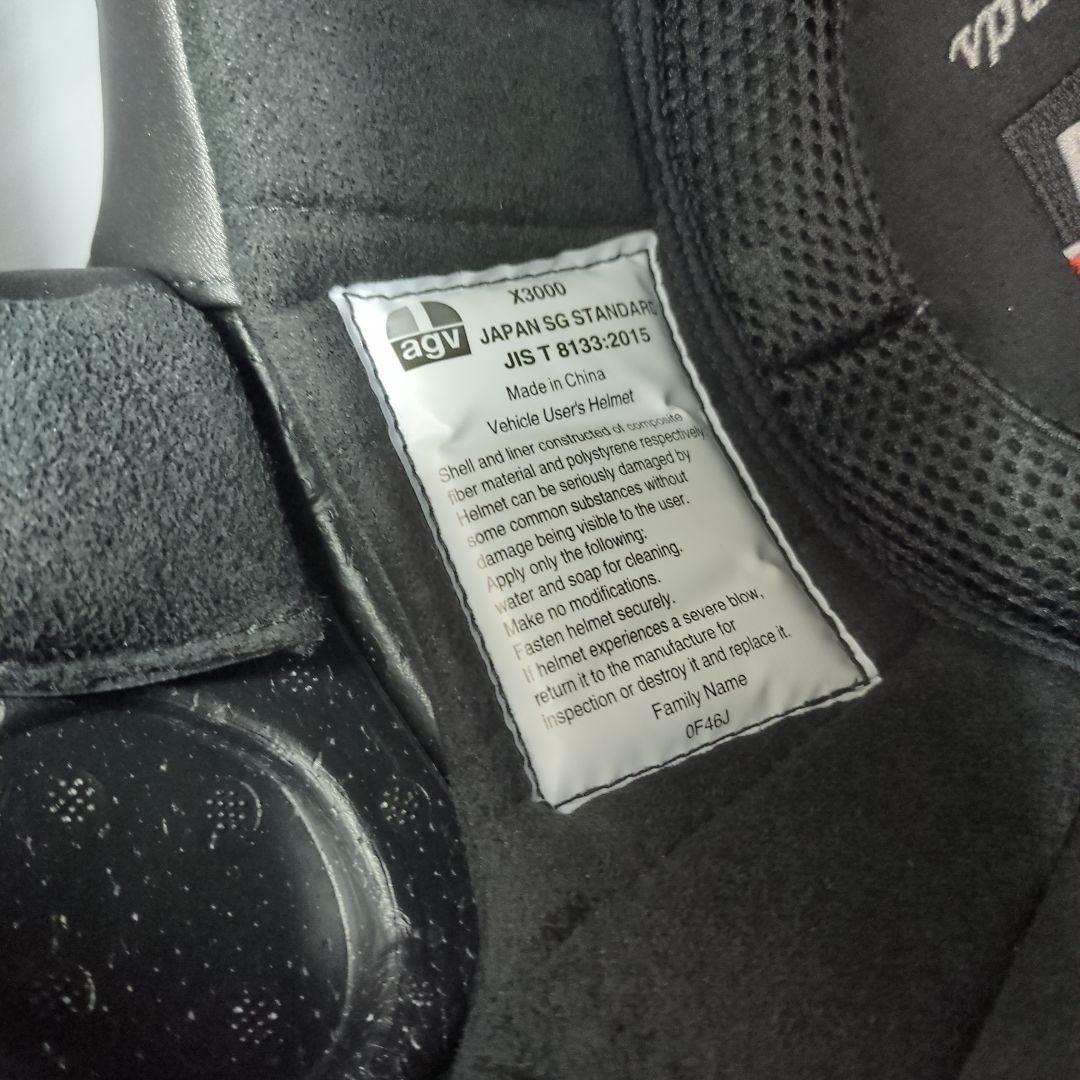 X3000
agv
JAPAN SG STANDARD
JIS T 8133:2015
Made in China
Vehicle User's Helmet
Shell and liner constructed of composite
fiber material and polystyrene respectively.
Helmet can be seriously damaged by
some common substances without
damage being visible to the user.
Apply only the following:
water and soap for cleaning.
Make no modifications.
Fasten helmet securely.
If helmet experiences a severe blow,
return it to the manufacture for
inspection or destroy it and replace it.
Family Name
0F46J